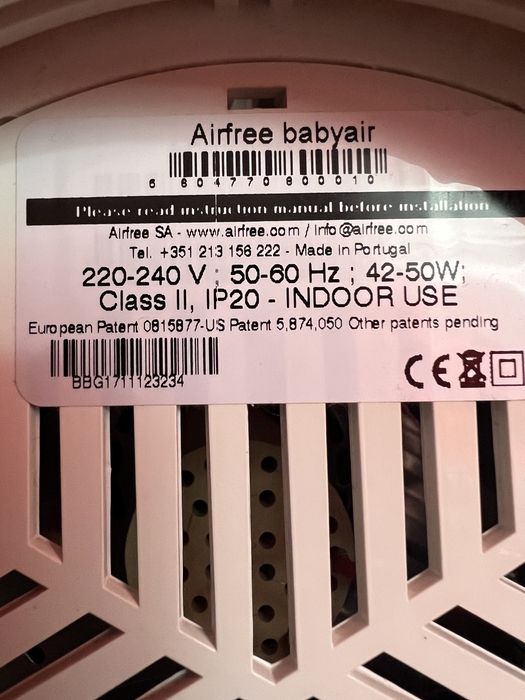 Airfree babyair
6 604770 800010
Please read instruction manual before installation
Airfree SA - www.airfree.com / info@airfree.com
Tel. +351 213 156 222 - Made in Portugal
220-240 V ; 50-60 Hz ; 42-50W;
Class II, IP20 - INDOOR USE
European Patent 0815877-US Patent 5,874,050 Other patents pending
BBG1711123234
CE